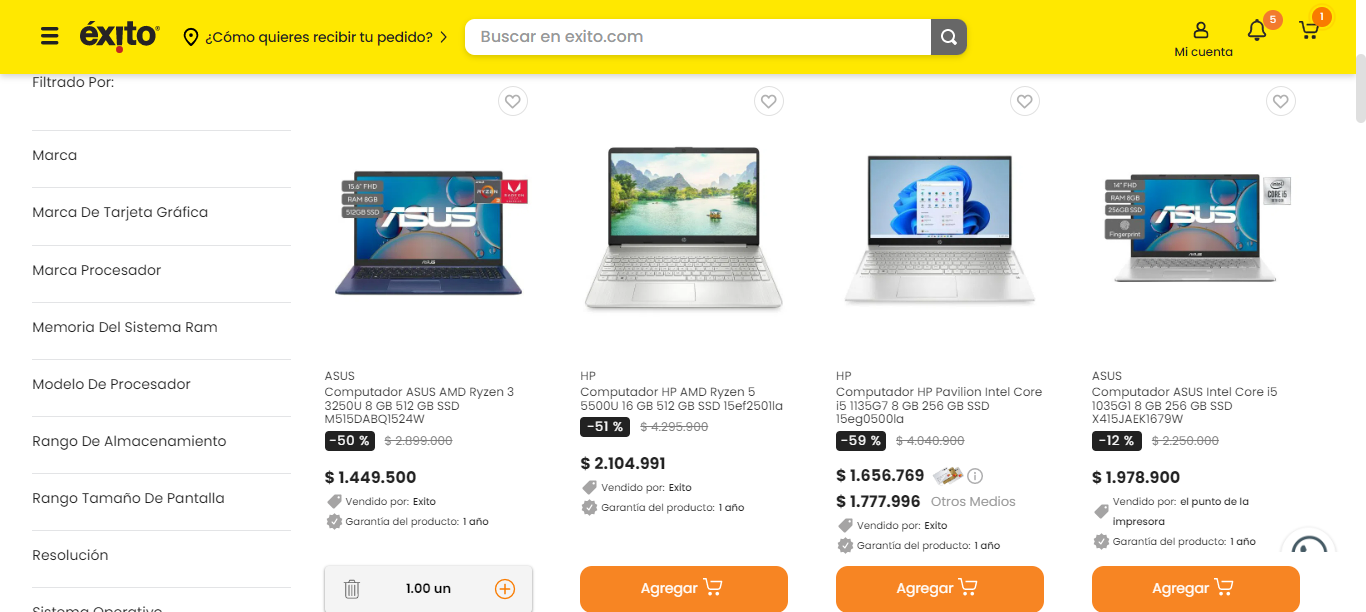 éxito
¿Cómo quieres recibir tu pedido?
Buscar en exito.com
Mi cuenta
5
1
Filtrado Por:
Marca
Marca De Tarjeta Gráfica
Marca Procesador
Memoria Del Sistema Ram
Modelo De Procesador
Rango De Almacenamiento
Rango Tamaño De Pantalla
Resolución
Sistema Operativo
15.6" FHD
RAM 8GB
512GB SSD
ASUS
RYZEN
3
RADEON
ASUS
ASUS
Computador ASUS AMD Ryzen 3
3250U 8 GB 512 GB SSD
M515DABQ1524W
-50 % $ 2.899.000
$ 1.449.500
Vendido por: Exito
Garantía del producto: 1 año
1.00 un
HP
Computador HP AMD Ryzen 5
5500U 16 GB 512 GB SSD 15ef2501la
-51 % $ 4.295.900
$ 2.104.991
Vendido por: Exito
Garantía del producto: 1 año
Agregar
HP
Computador HP Pavilion Intel Core
i5 1135G7 8 GB 256 GB SSD
15eg0500la
-59 % $ 4.040.900
$ 1.656.769
$ 1.777.996 Otros Medios
Vendido por: Exito
Garantía del producto: 1 año
Agregar
14" FHD
RAM 8GB
256GB SSD
Fingerprint
ASUS
intel
CORE i5
ASUS
ASUS
Computador ASUS Intel Core i5
1035G1 8 GB 256 GB SSD
X415JAEK1679W
-12 % $ 2.250.000
$ 1.978.900
Vendido por: el punto de la
impresora
Garantía del producto: 1 año
Agregar